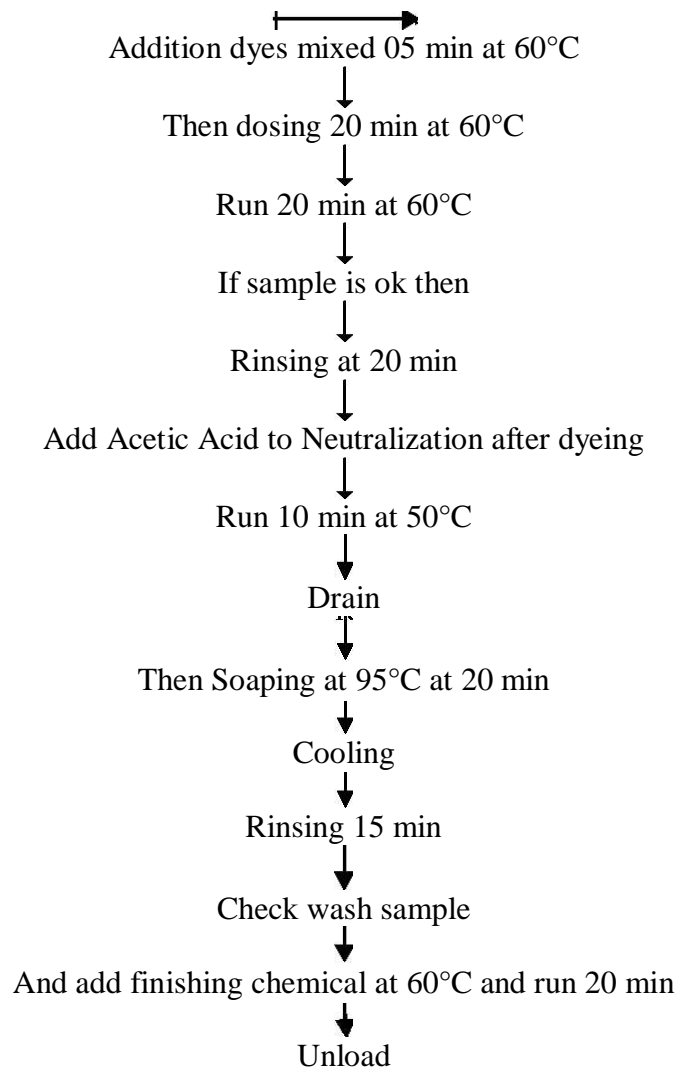 Addition dyes mixed 05 min at 60°C
Then dosing 20 min at 60°C
Run 20 min at 60°C
If sample is ok then
Rinsing at 20 min
Add Acetic Acid to Neutralization after dyeing
Run 10 min at 50°C
Drain
Then Soaping at 95°C at 20 min
Cooling
Rinsing 15 min
Check wash sample
And add finishing chemical at 60°C and run 20 min
Unload